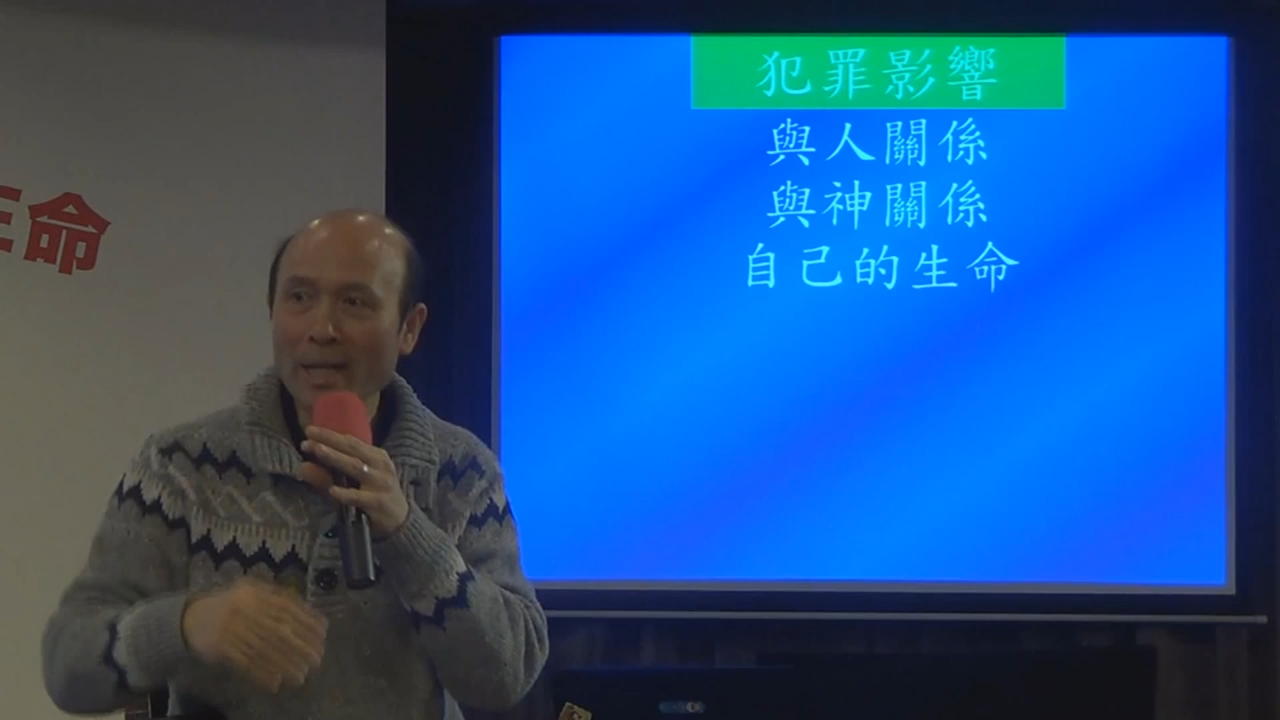 犯罪影響
與人關係
與神關係
自己的生命
命